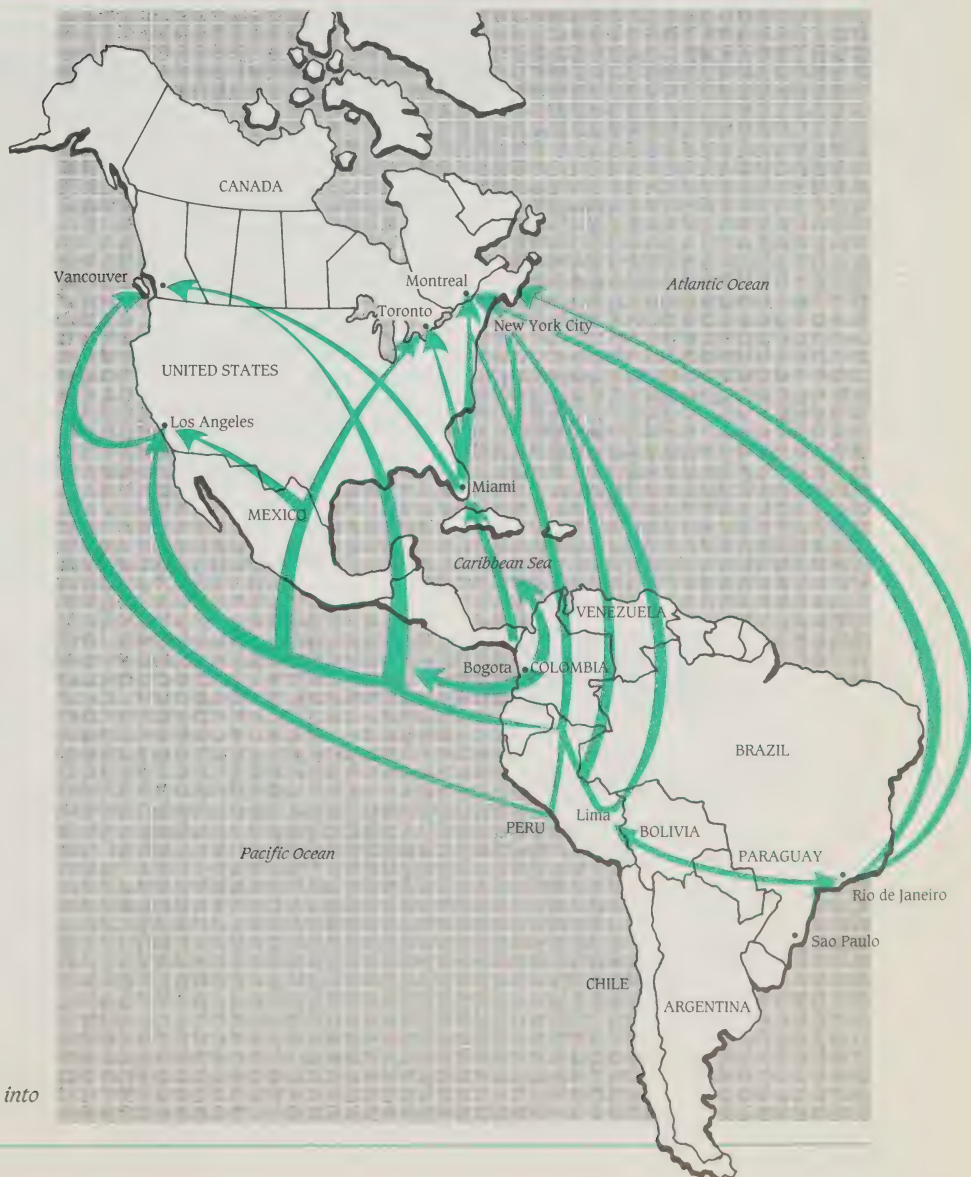 CANADA
Vancouver
Montreal
Atlantic Ocean
Toronto
New York City
UNITED STATES
Los Angeles
Miami
MEXICO
Caribbean Sea
VENEZUELA
Bogota
COLOMBIA
BRAZIL
Lima
PERU
BOLIVIA
Pacific Ocean
PARAGUAY
Rio de Janeiro
Sao Paulo
CHILE
ARGENTINA
into